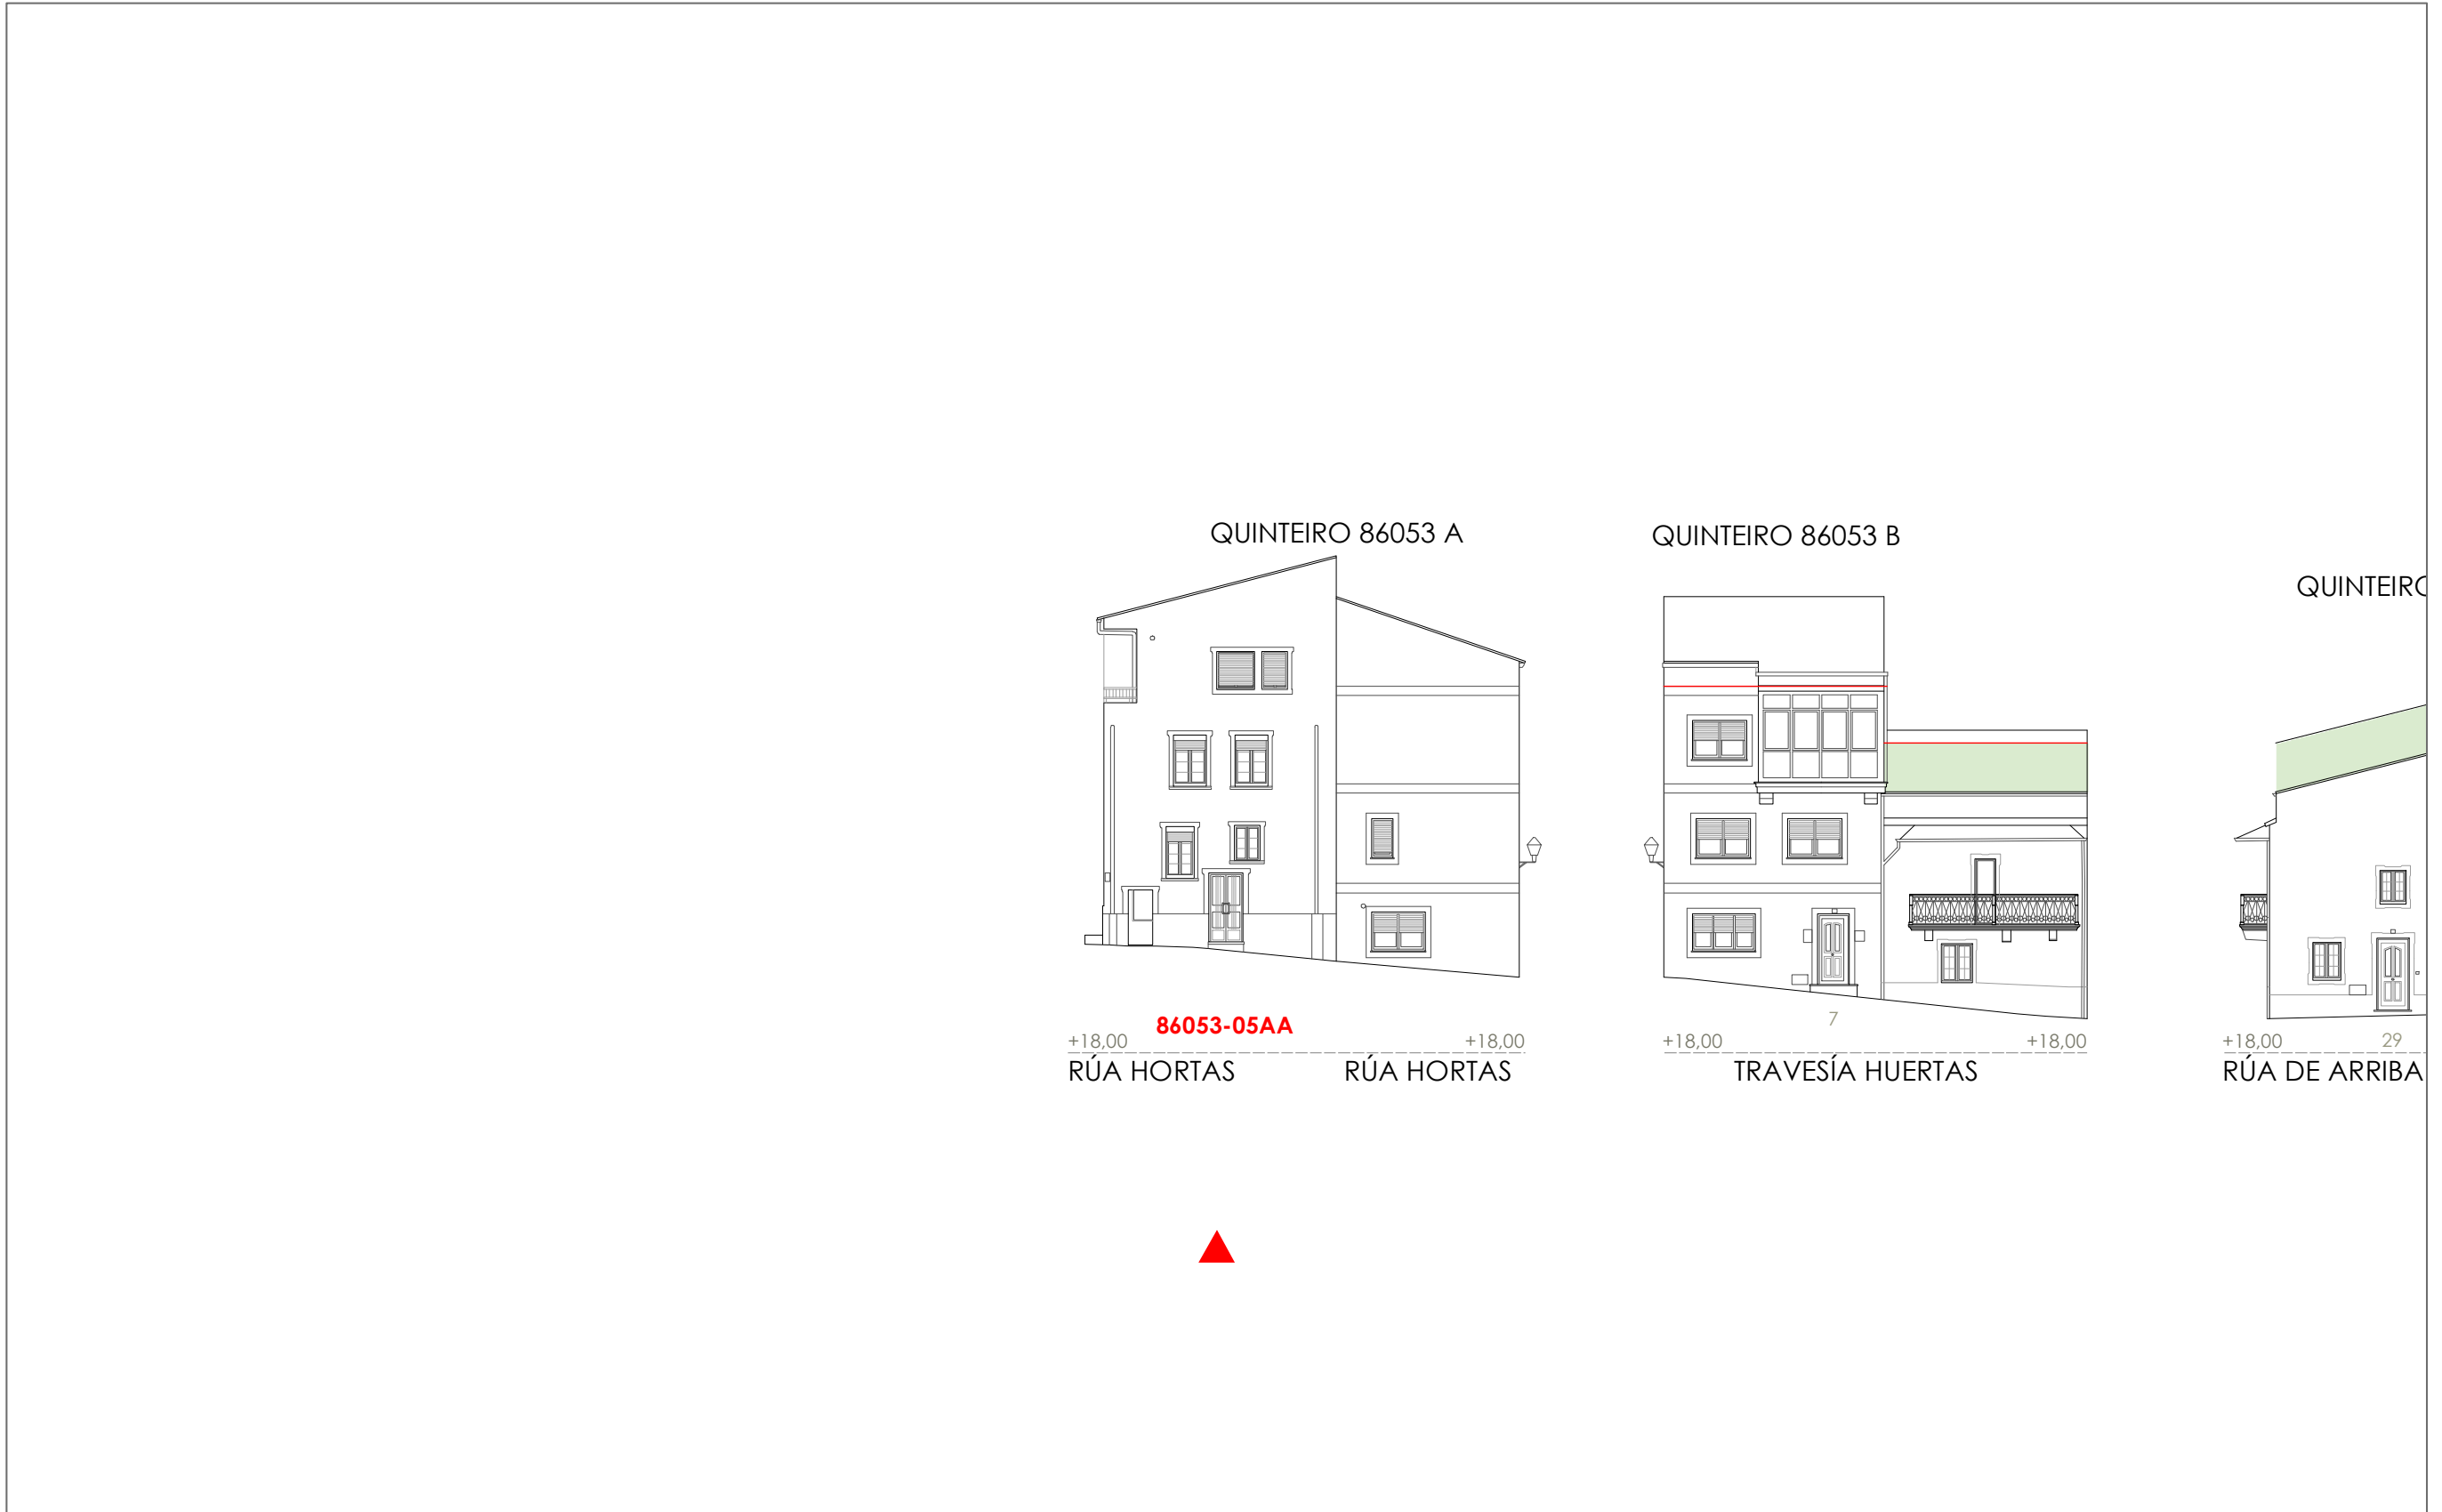 QUINTEIRO 86053 A
QUINTEIRO 86053 B
QUINTEIRO
86053-05AA
7
+18,00
+18,00
+18,00
+18,00
+18,00
29
RÚA HORTAS
RÚA HORTAS
TRAVESÍA HUERTAS
RÚA DE ARRIBA